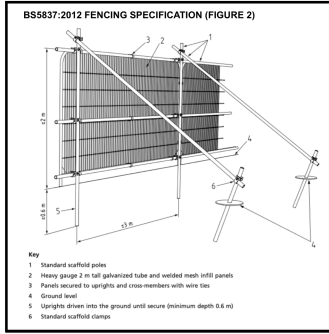 BS5837:2012 FENCING SPECIFICATION (FIGURE 2)
3
1
2
≥2 m
4
6
≥0.6 m
5
≤3 m
4
Key
1 Standard scaffold poles
2 Heavy gauge 2 m tall galvanized tube and welded mesh infill panels
3 Panels secured to uprights and cross-members with wire ties
4 Ground level
5 Uprights driven into the ground until secure (minimum depth 0.6 m)
6 Standard scaffold clamps